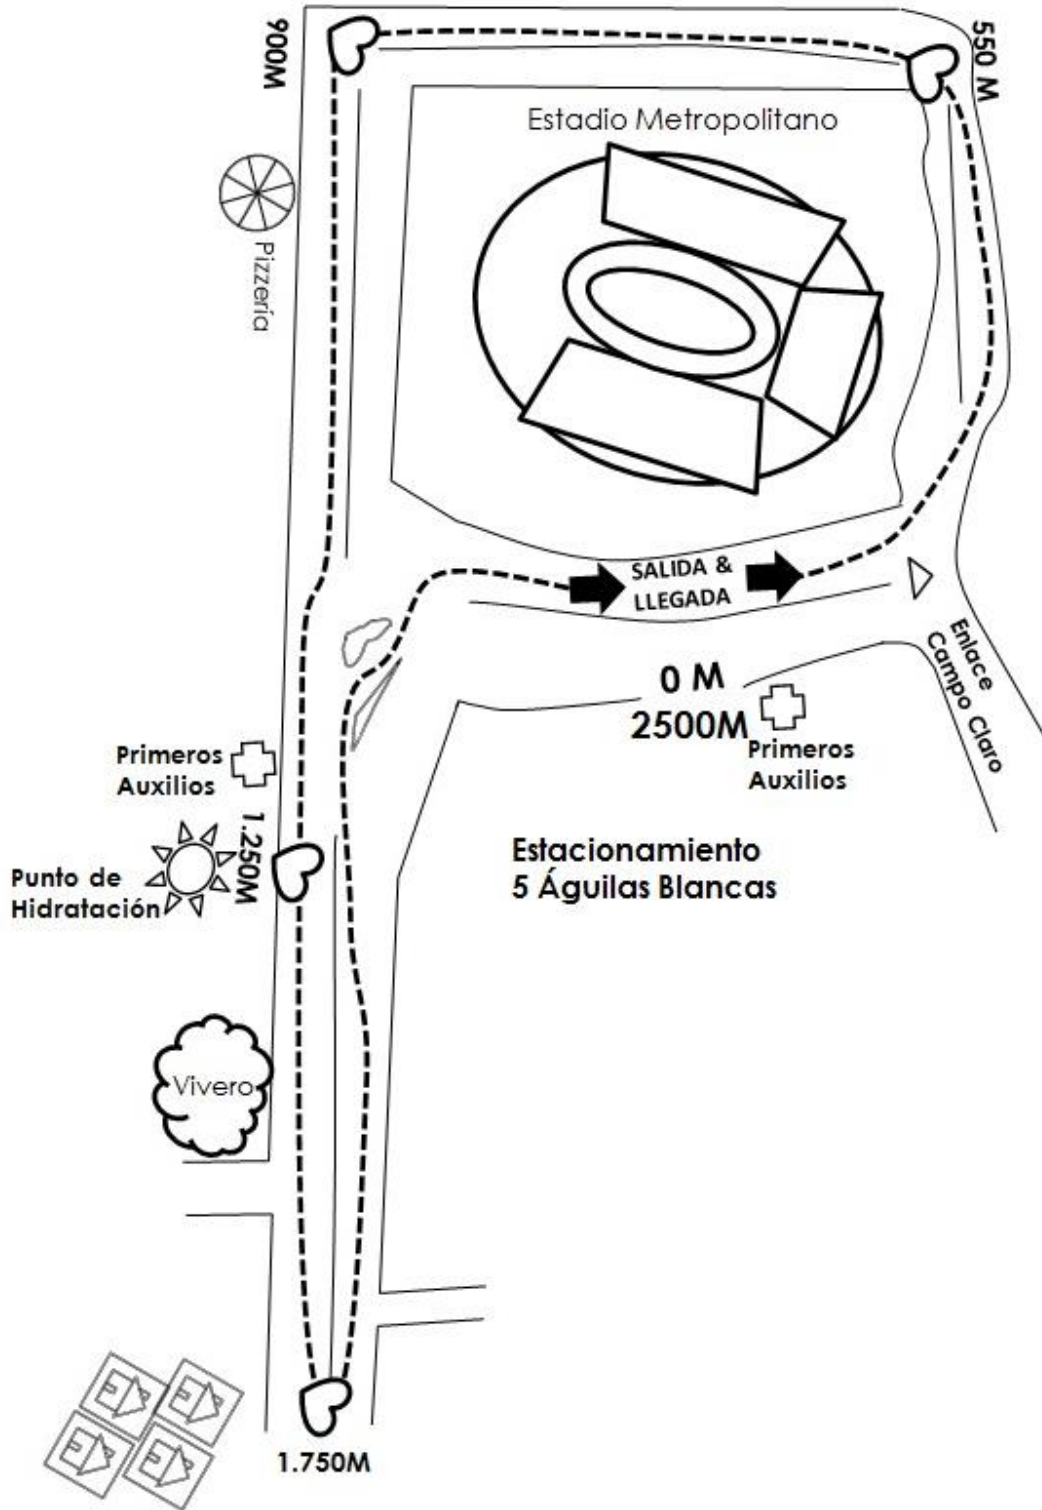 900M
550 M
Estadio Metropolitano
Pizzería
SALIDA &
LLEGADA
0 M
2500M
Enlace
Campo Claro
Primeros
Auxilios
Primeros
Auxilios
1.250M
Punto de
Hidratación
Estacionamiento
5 Águilas Blancas
Vivero
1.750M